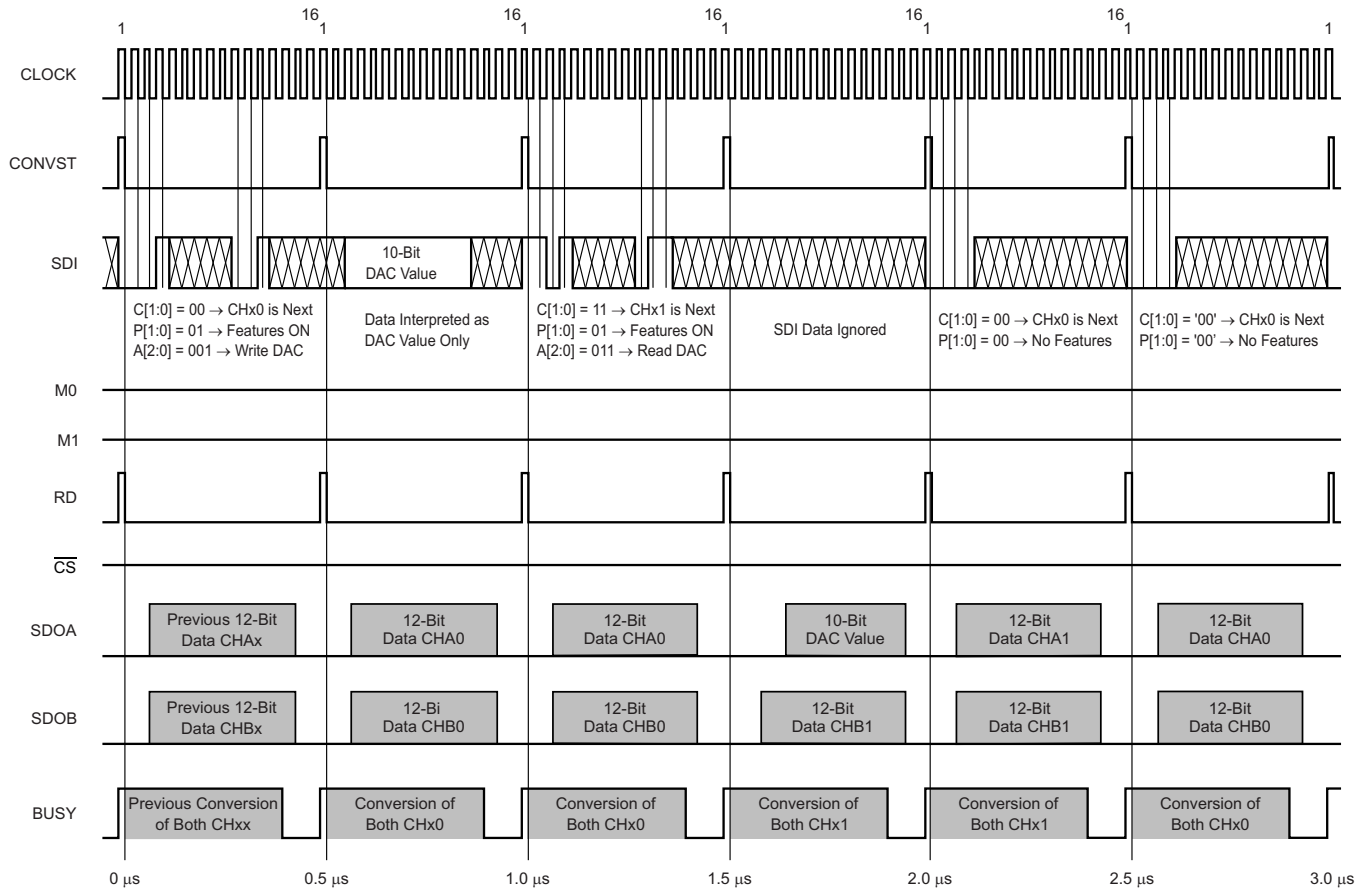 16 16 16 16 16
1 1 1 1 1 1 1
CLOCK
CONVST
SDI
10-Bit
DAC Value
C[1:0] = 00 → CHx0 is Next
P[1:0] = 01 → Features ON
A[2:0] = 001 → Write DAC
Data Interpreted as
DAC Value Only
C[1:0] = 11 → CHx1 is Next
P[1:0] = 01 → Features ON
A[2:0] = 011 → Read DAC
SDI Data Ignored
C[1:0] = 00 → CHx0 is Next
P[1:0] = 00 → No Features
C[1:0] = '00' → CHx0 is Next
P[1:0] = '00' → No Features
M0
M1
RD
CS
SDOA
Previous 12-Bit
Data CHAx
12-Bit
Data CHA0
12-Bit
Data CHA0
10-Bit
DAC Value
12-Bit
Data CHA1
12-Bit
Data CHA0
SDOB
Previous 12-Bit
Data CHBx
12-Bi
Data CHB0
12-Bit
Data CHB0
12-Bit
Data CHB1
12-Bit
Data CHB1
12-Bit
Data CHB0
BUSY
Previous Conversion
of Both CHxx
Conversion of
Both CHx0
Conversion of
Both CHx0
Conversion of
Both CHx1
Conversion of
Both CHx1
Conversion of
Both CHx0
0 μs 0.5 μs 1.0 μs 1.5 μs 2.0 μs 2.5 μs 3.0 μs